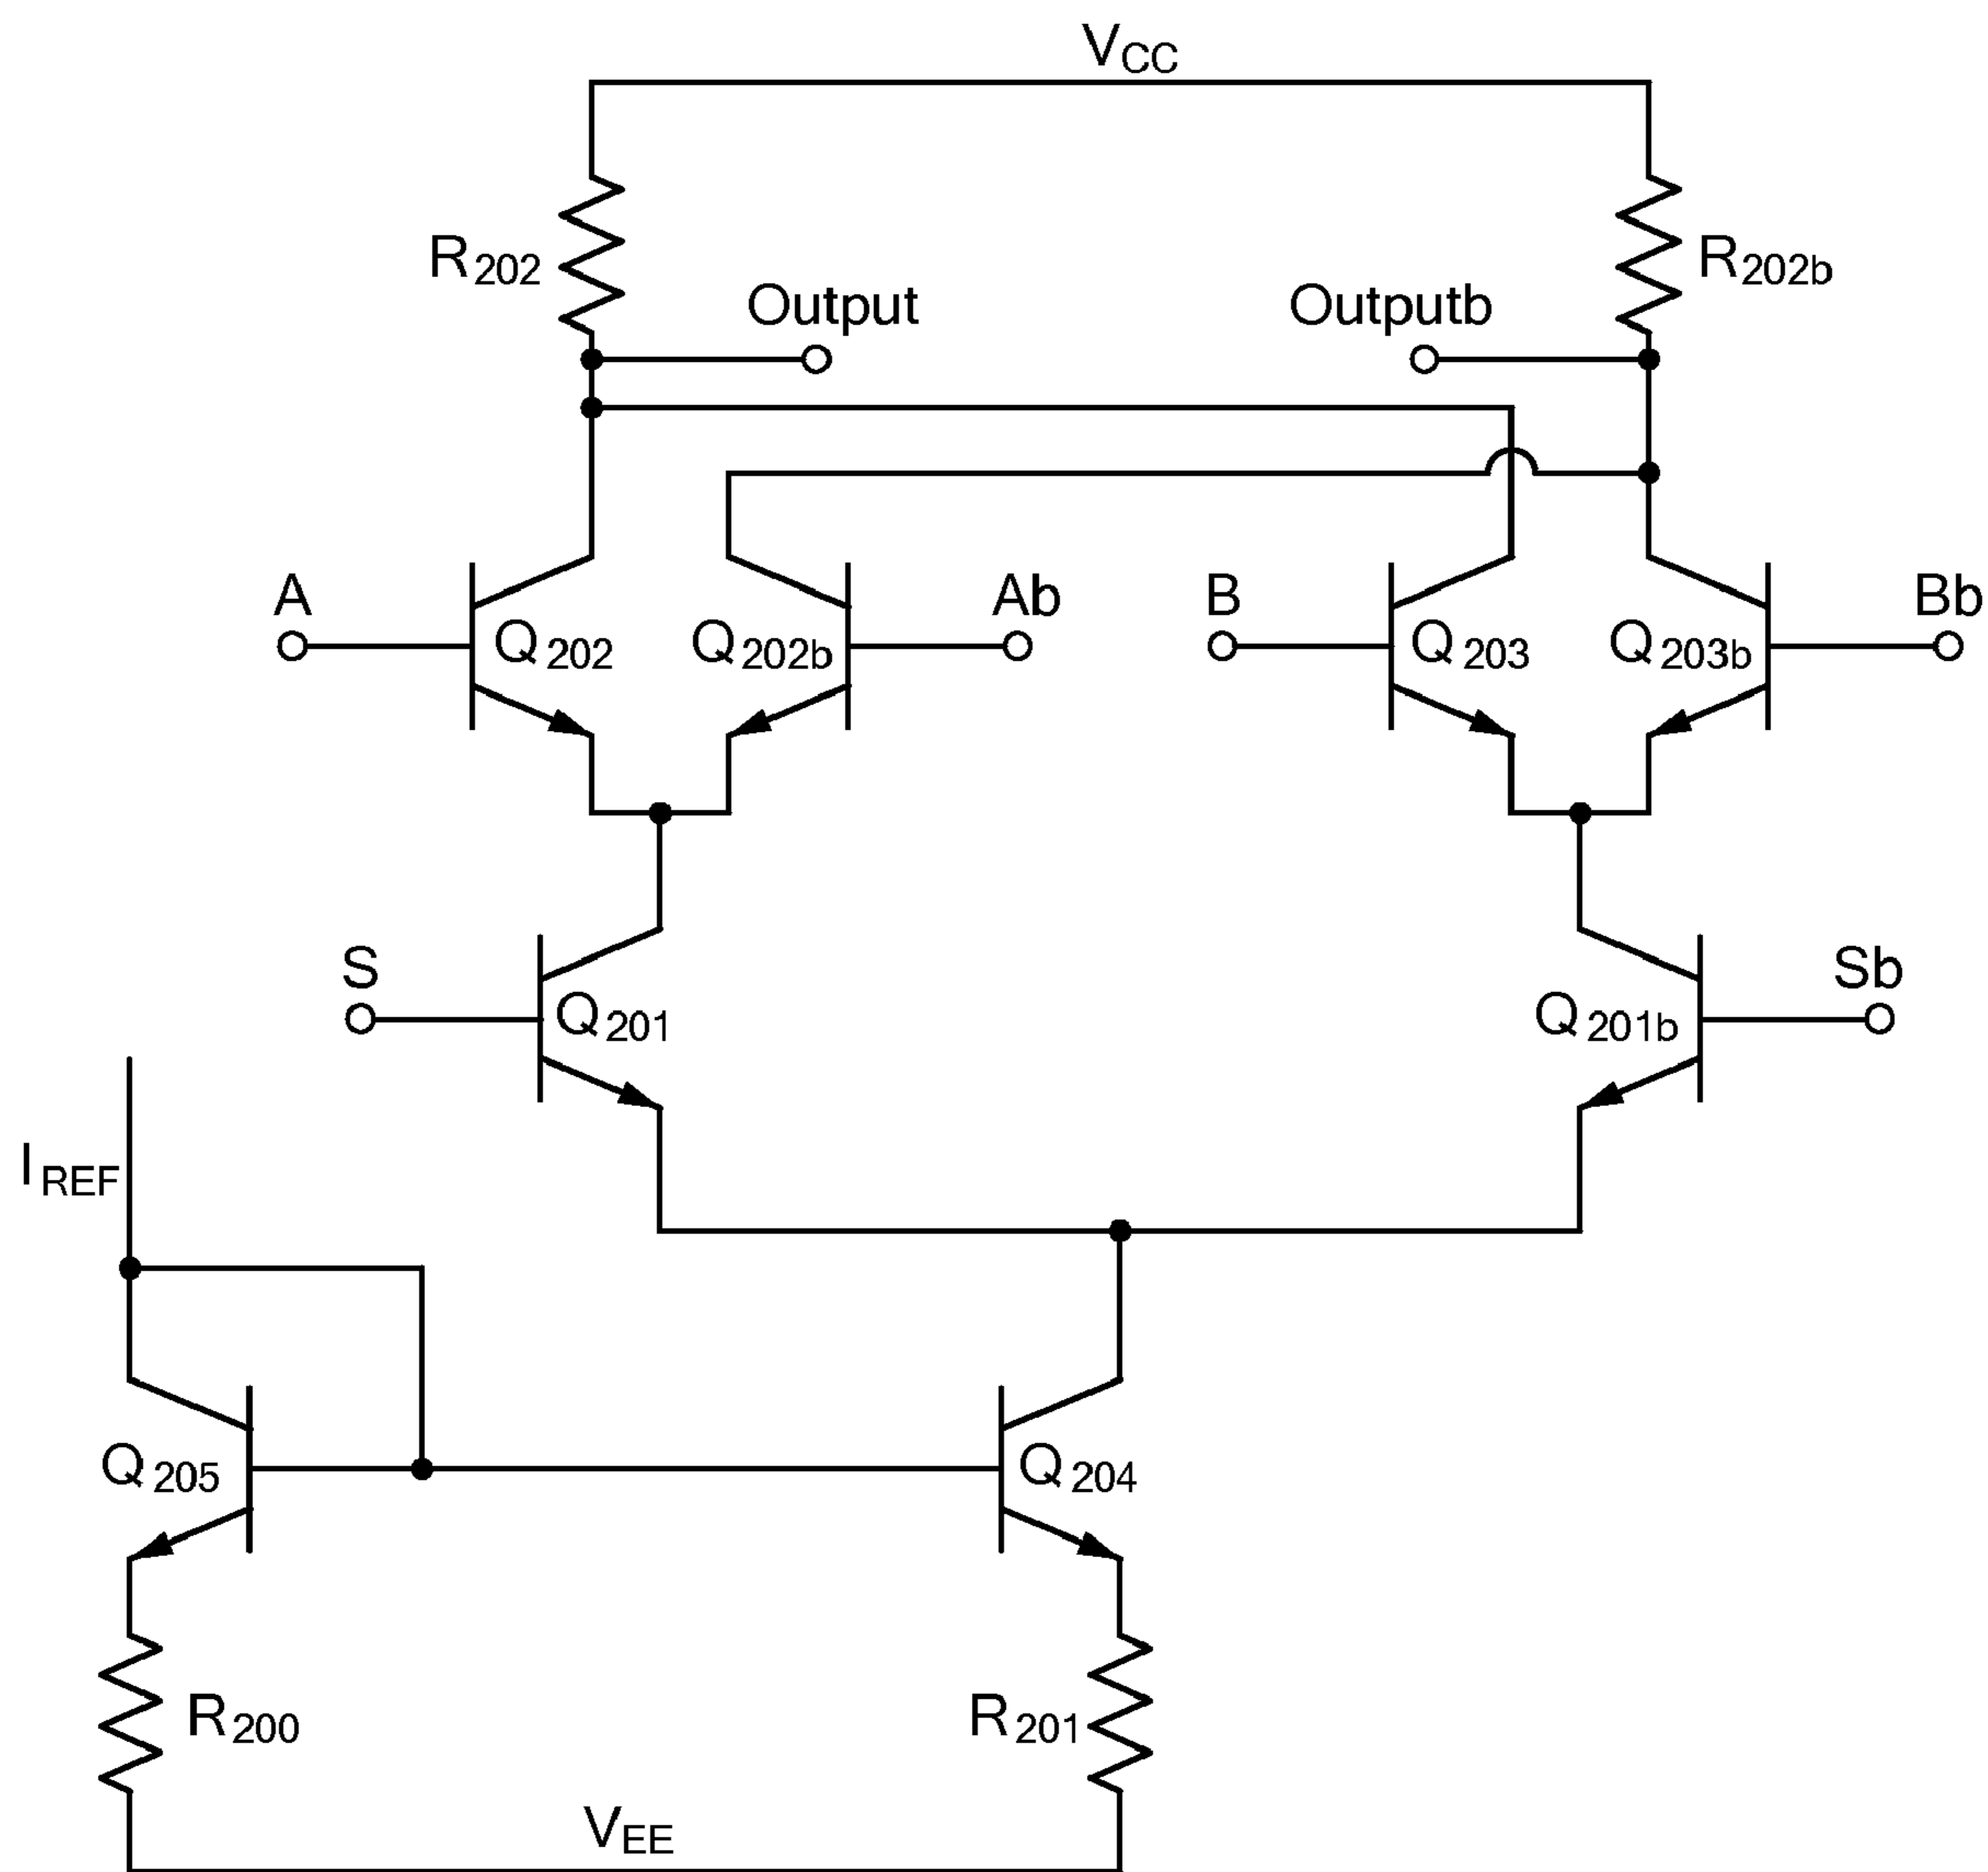 VCC
R202
R202b
Output
Outputb
A
Ab
B
Bb
Q202
Q202b
Q203
Q203b
S
Sb
Q201
Q201b
IREF
Q205
Q204
R200
R201
VEE